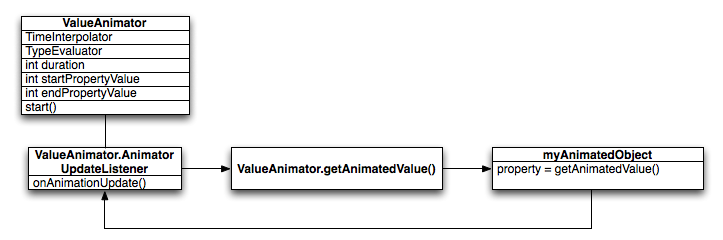 ValueAnimator
TimeInterpolator
TypeEvaluator
int duration
int startPropertyValue
int endPropertyValue
start()
ValueAnimator.Animator
UpdateListener
onAnimationUpdate()
ValueAnimator.getAnimatedValue()
myAnimatedObject
property = getAnimatedValue()